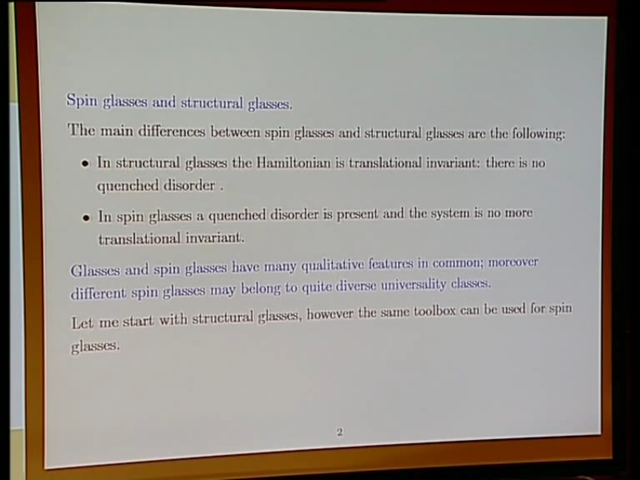 Spin glasses and structural glasses.
The main differences between spin glasses and structural glasses are the following:
• In structural glasses the Hamiltonian is translational invariant: there is no
quenched disorder .
• In spin glasses a quenched disorder is present and the system is no more
translational invariant.
Glasses and spin glasses have many qualitative features in common; moreover
different spin glasses may belong to quite diverse universality classes.
Let me start with structural glasses, however the same toolbox can be used for spin
glasses.
2